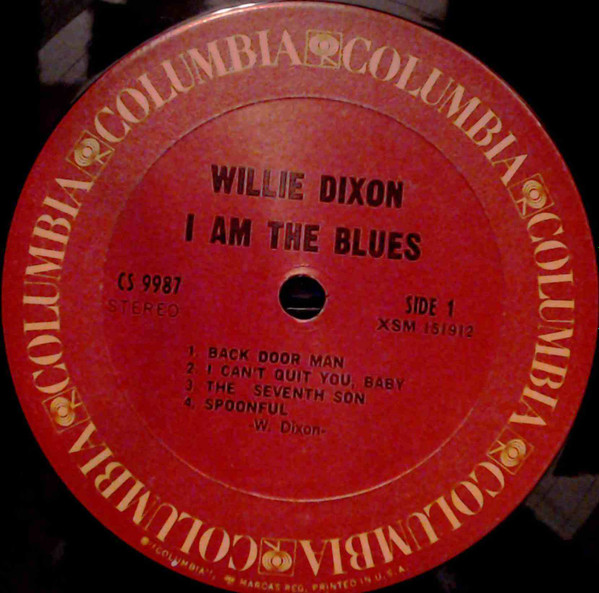 COLUMBIA COLUMBIA COLUMBIA COLUMBIA COLUMBIA COLUMBIA COLUMBIA COLUMBIA
WILLIE DIXON
I AM THE BLUES
CS 9987
STEREO
SIDE 1
XSM 151912
1. BACK DOOR MAN
2. I CAN'T QUIT YOU, BABY
3. THE SEVENTH SON
4. SPOONFUL
-W. Dixon-
"COLUMBIA", MARCAS REG. PRINTED IN U.S.A.